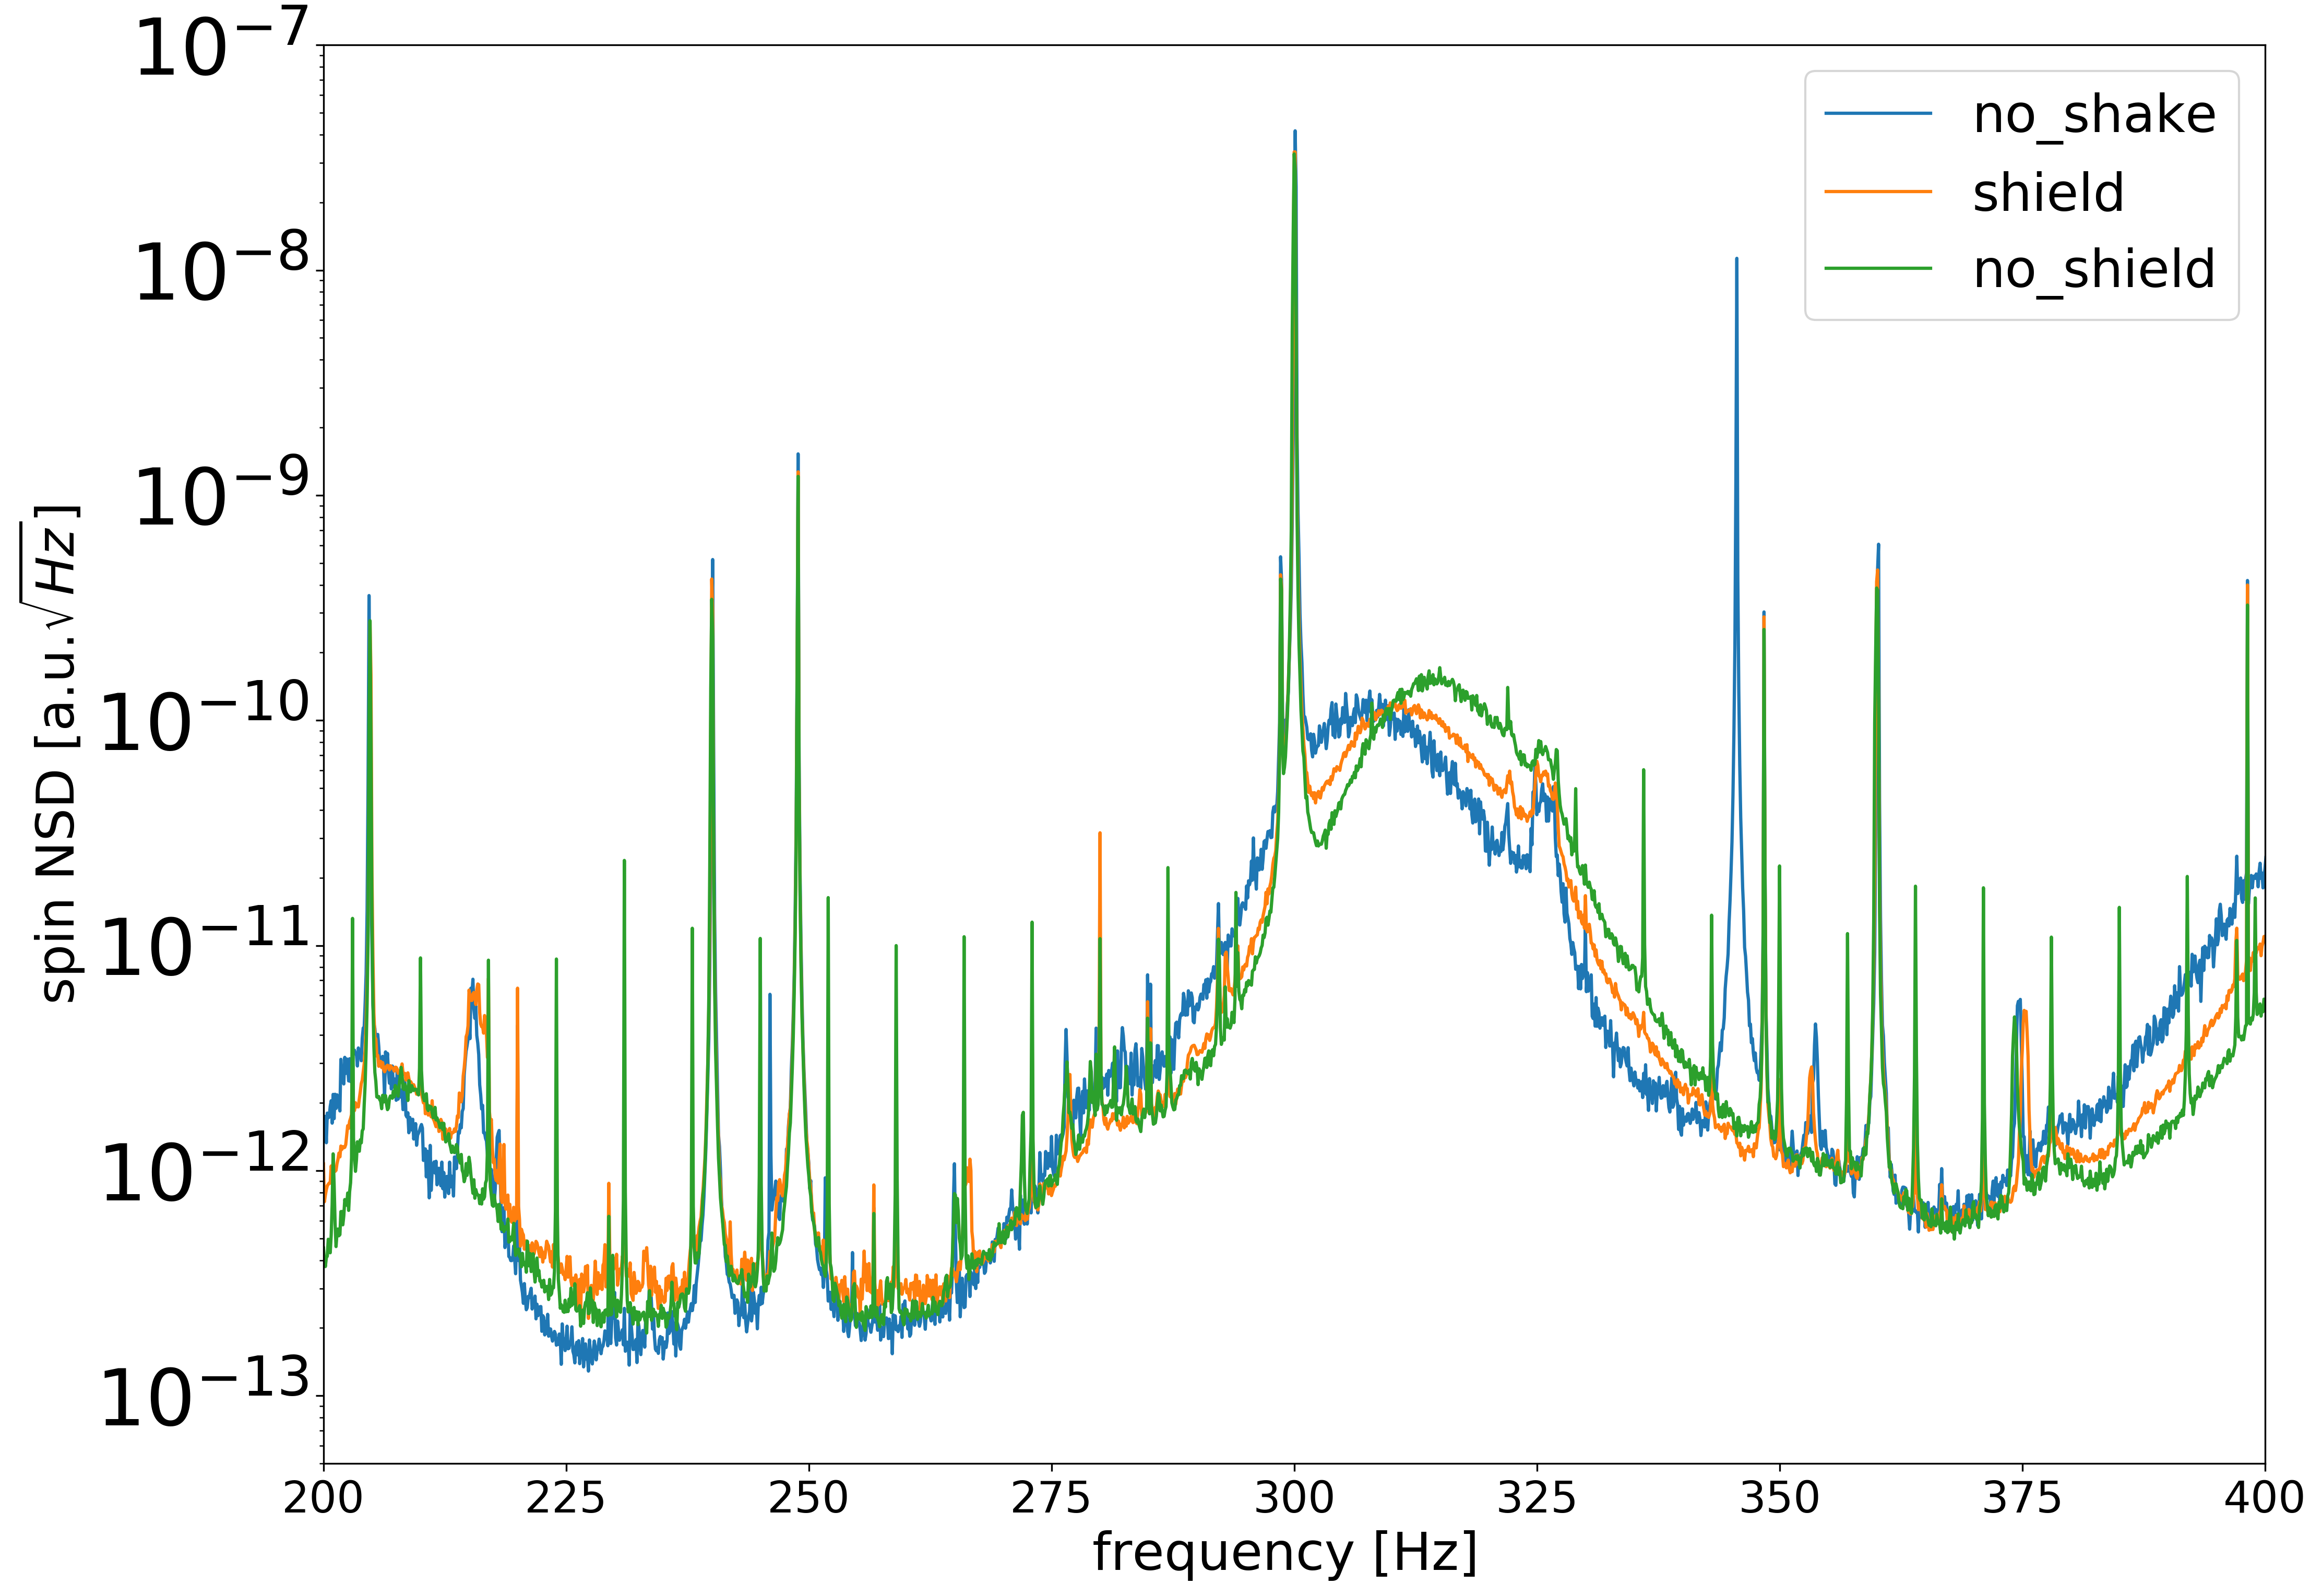 10⁻⁷
10⁻⁸
10⁻⁹
10⁻¹⁰
10⁻¹¹
10⁻¹²
10⁻¹³
spin NSD [a.u.√Hz]
no_shake
shield
no_shield
200 225 250 275 300 325 350 375 400
frequency [Hz]